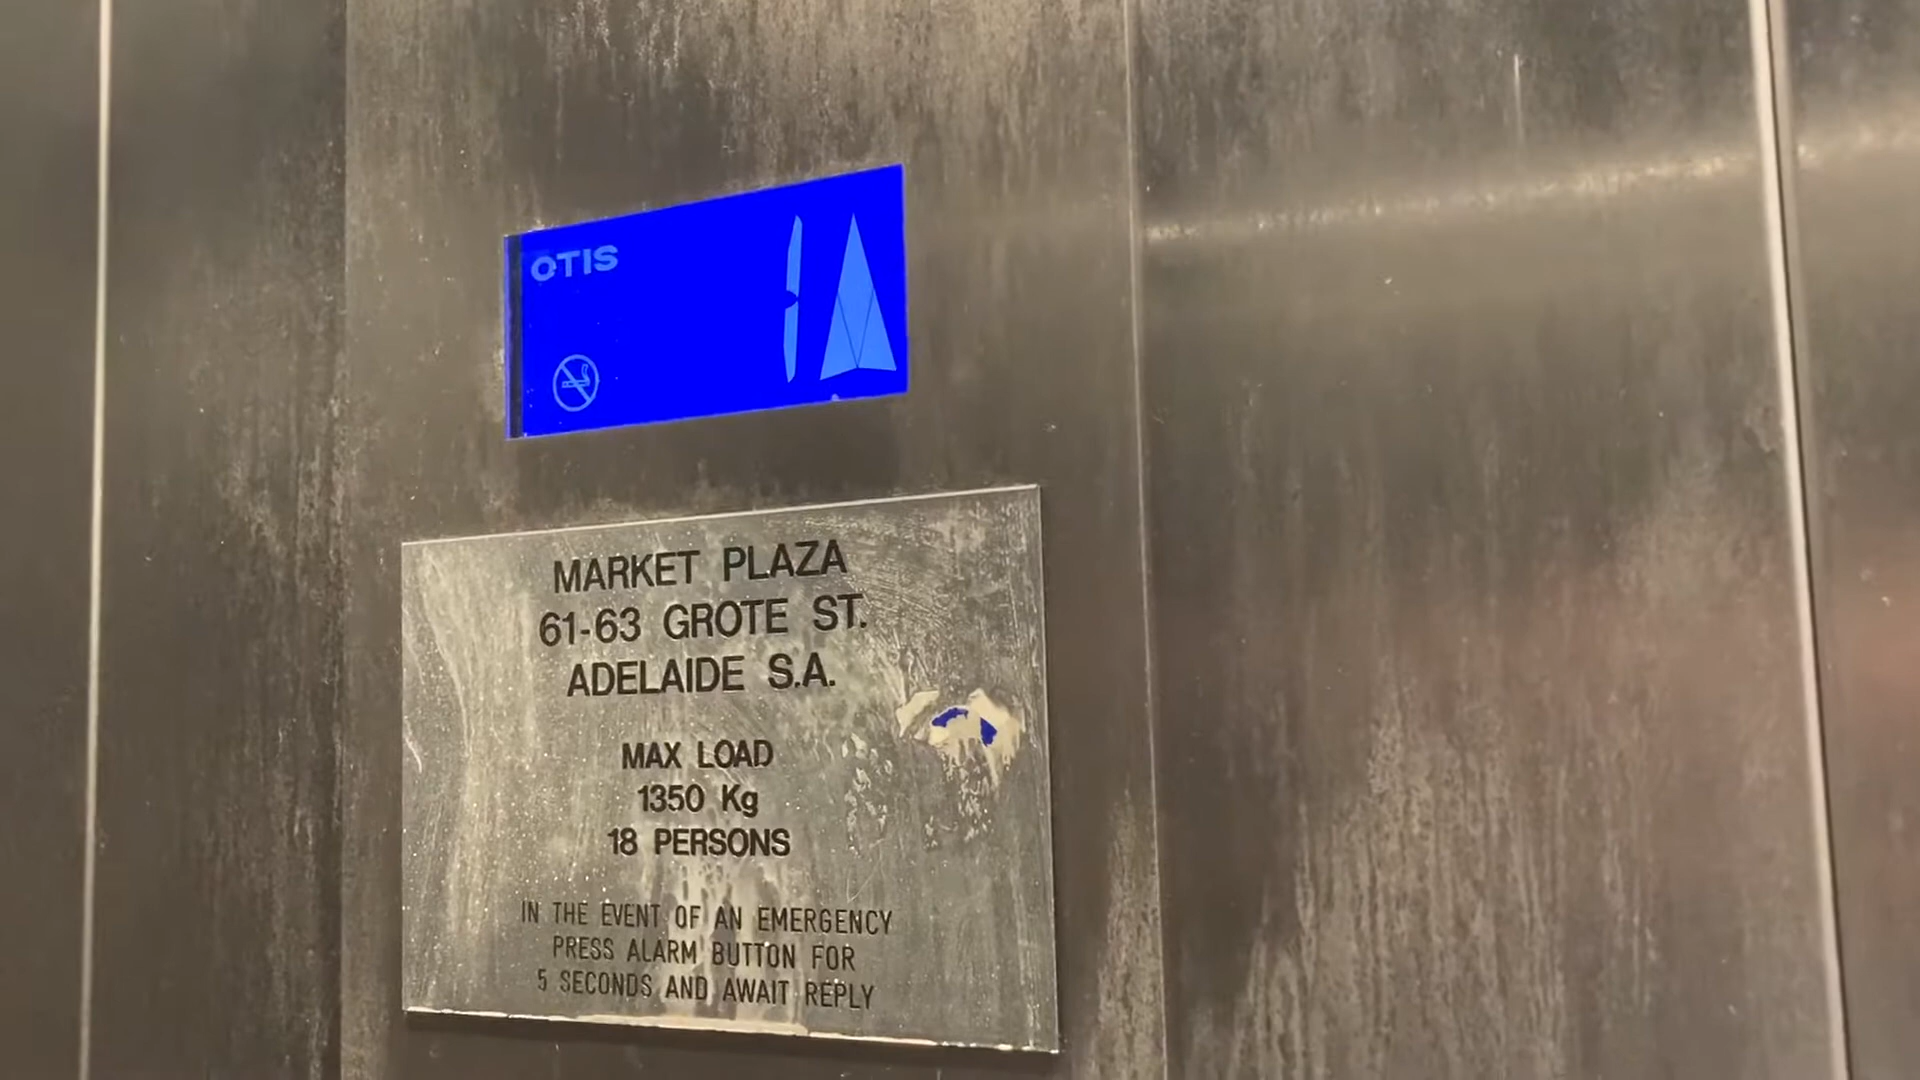 OTIS
1
MARKET PLAZA
61-63 GROTE ST.
ADELAIDE S.A.
MAX LOAD
1350 Kg
18 PERSONS
IN THE EVENT OF AN EMERGENCY
PRESS ALARM BUTTON FOR
5 SECONDS AND AWAIT REPLY